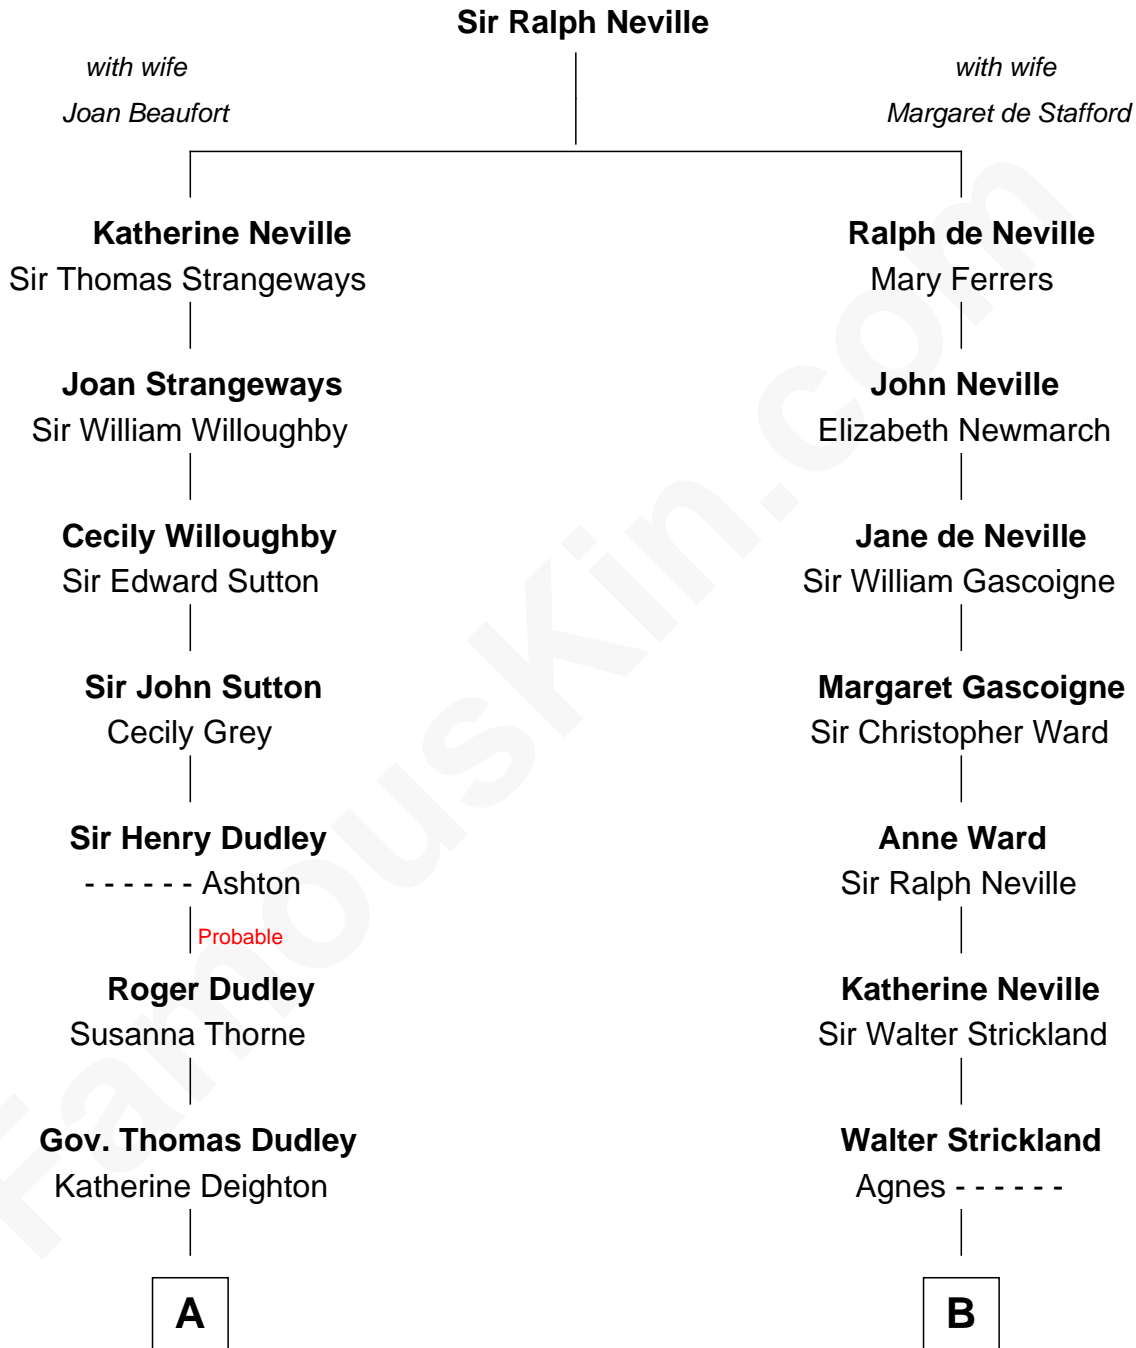 Sir Ralph Neville
with wife
Joan Beaufort
with wife
Margaret de Stafford
Katherine Neville
Sir Thomas Strangeways
Ralph de Neville
Mary Ferrers
Joan Strangeways
Sir William Willoughby
John Neville
Elizabeth Newmarch
Cecily Willoughby
Sir Edward Sutton
Jane de Neville
Sir William Gascoigne
Sir John Sutton
Cecily Grey
Margaret Gascoigne
Sir Christopher Ward
Sir Henry Dudley
- - - - - - Ashton
Anne Ward
Sir Ralph Neville
Probable
Roger Dudley
Susanna Thorne
Katherine Neville
Sir Walter Strickland
Gov. Thomas Dudley
Katherine Deighton
Walter Strickland
Agnes - - - - - -
A
B
FamousKin.com